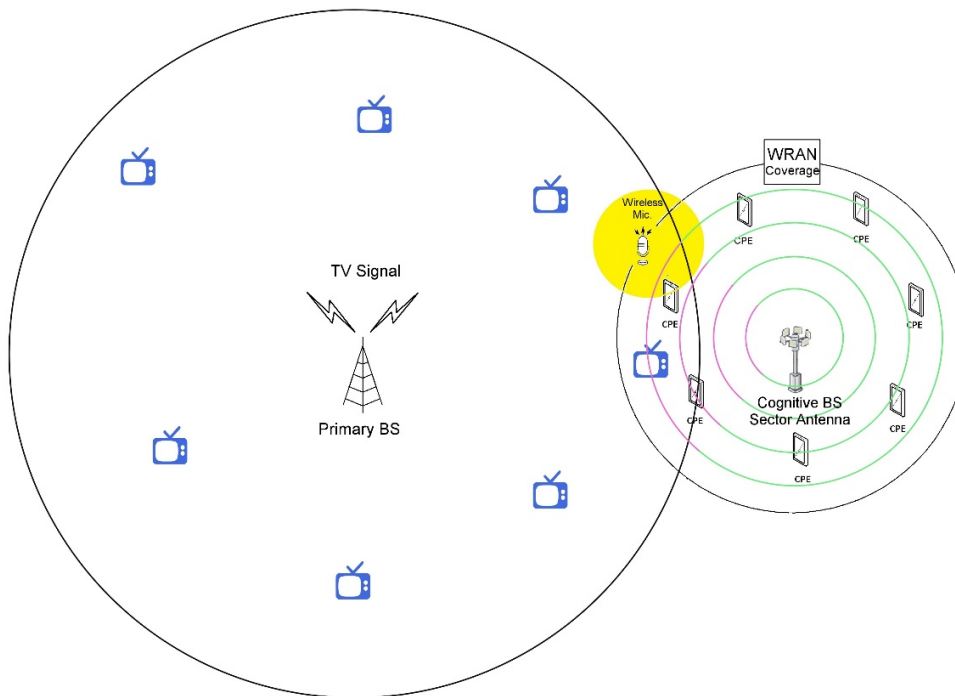 WRAN
Coverage
Wireless
Mic.
CPE
CPE
TV Signal
CPE
CPE
Cognitive BS
Sector Antenna
Primary BS
CPE
CPE
CPE